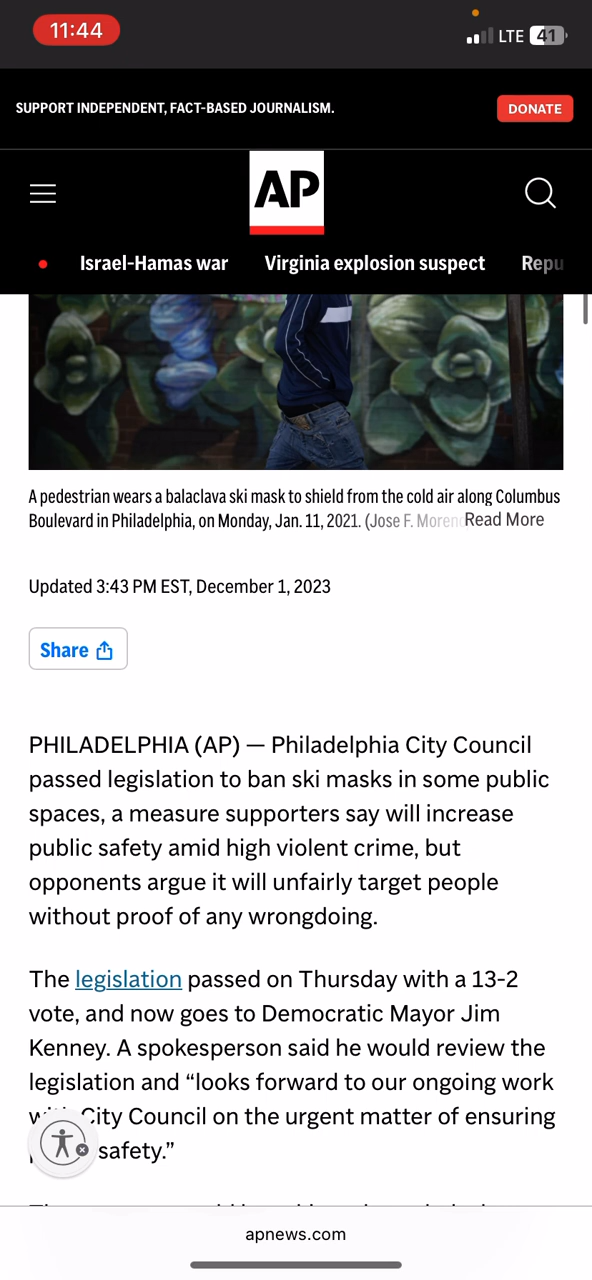 11:44
LTE 41
SUPPORT INDEPENDENT, FACT-BASED JOURNALISM.
DONATE
AP
Israel-Hamas war Virginia explosion suspect Repu
A pedestrian wears a balaclava ski mask to shield from the cold air along Columbus
Boulevard in Philadelphia, on Monday, Jan. 11, 2021. (Jose F. Moreno Read More
Updated 3:43 PM EST, December 1, 2023
Share
PHILADELPHIA (AP) — Philadelphia City Council
passed legislation to ban ski masks in some public
spaces, a measure supporters say will increase
public safety amid high violent crime, but
opponents argue it will unfairly target people
without proof of any wrongdoing.
The legislation passed on Thursday with a 13-2
vote, and now goes to Democratic Mayor Jim
Kenney. A spokesperson said he would review the
legislation and “looks forward to our ongoing work
with City Council on the urgent matter of ensuring
safety.”
apnews.com